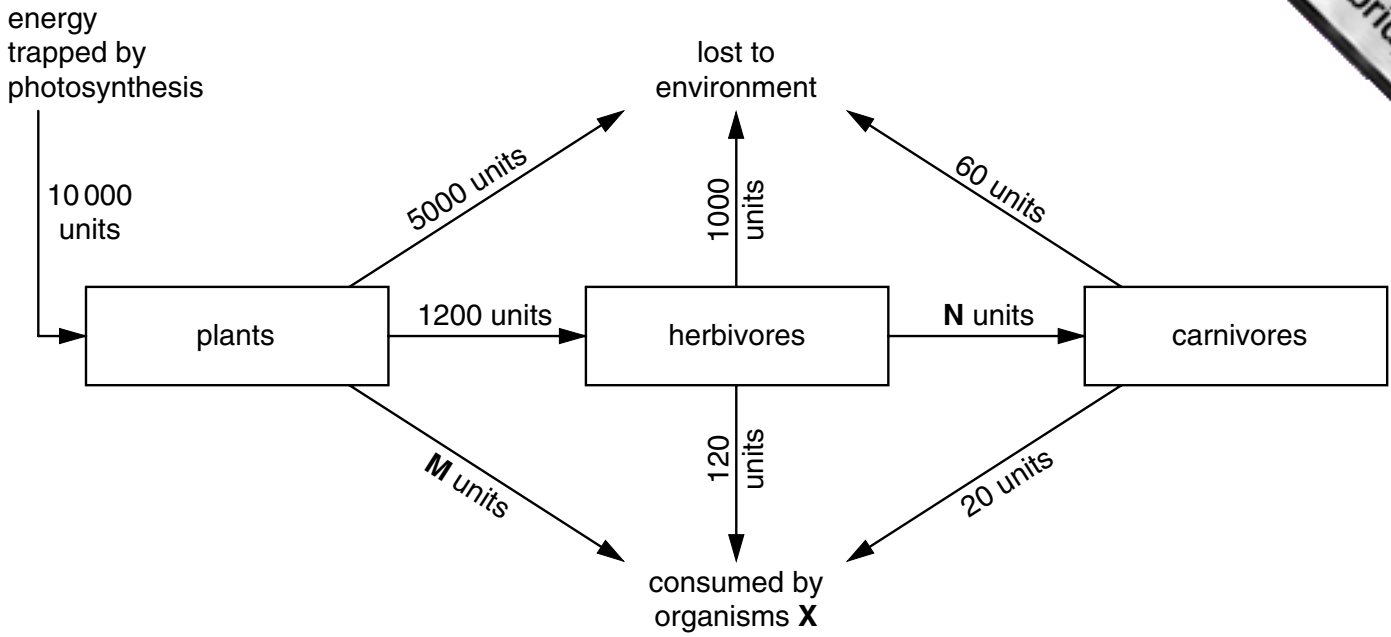 energy
trapped by
photosynthesis
lost to
environment
10 000
units
5000 units
1000
units
60 units
plants
1200 units
herbivores
N units
carnivores
M units
120
units
20 units
consumed by
organisms X